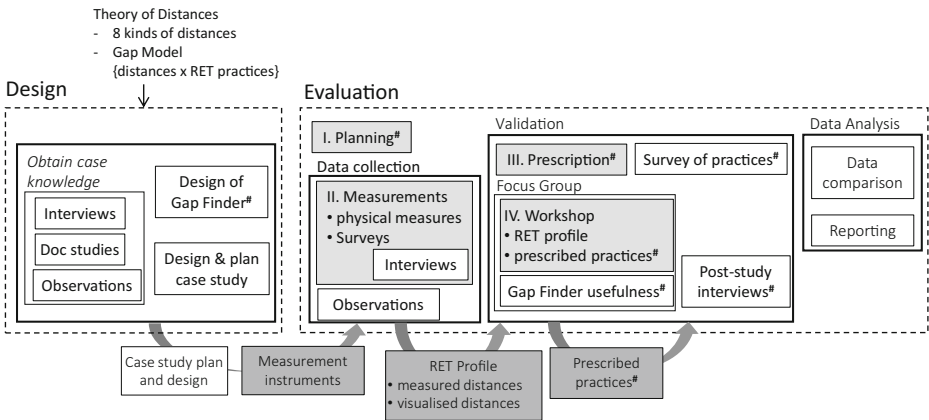 Theory of Distances
- 8 kinds of distances
- Gap Model
{distances x RET practices}
Design
Obtain case
knowledge
Interviews
Doc studies
Observations
Design of
Gap Finder#
Design & plan
case study
Evaluation
I. Planning#
Data collection
II. Measurements
• physical measures
• Surveys
Interviews
Observations
Validation
III. Prescription#
Survey of practices#
Focus Group
IV. Workshop
• RET profile
• prescribed practices#
Gap Finder usefulness#
Post-study
interviews#
Data Analysis
Data
comparison
Reporting
Case study plan
and design
Measurement
instruments
RET Profile
• measured distances
• visualised distances
Prescribed
practices#